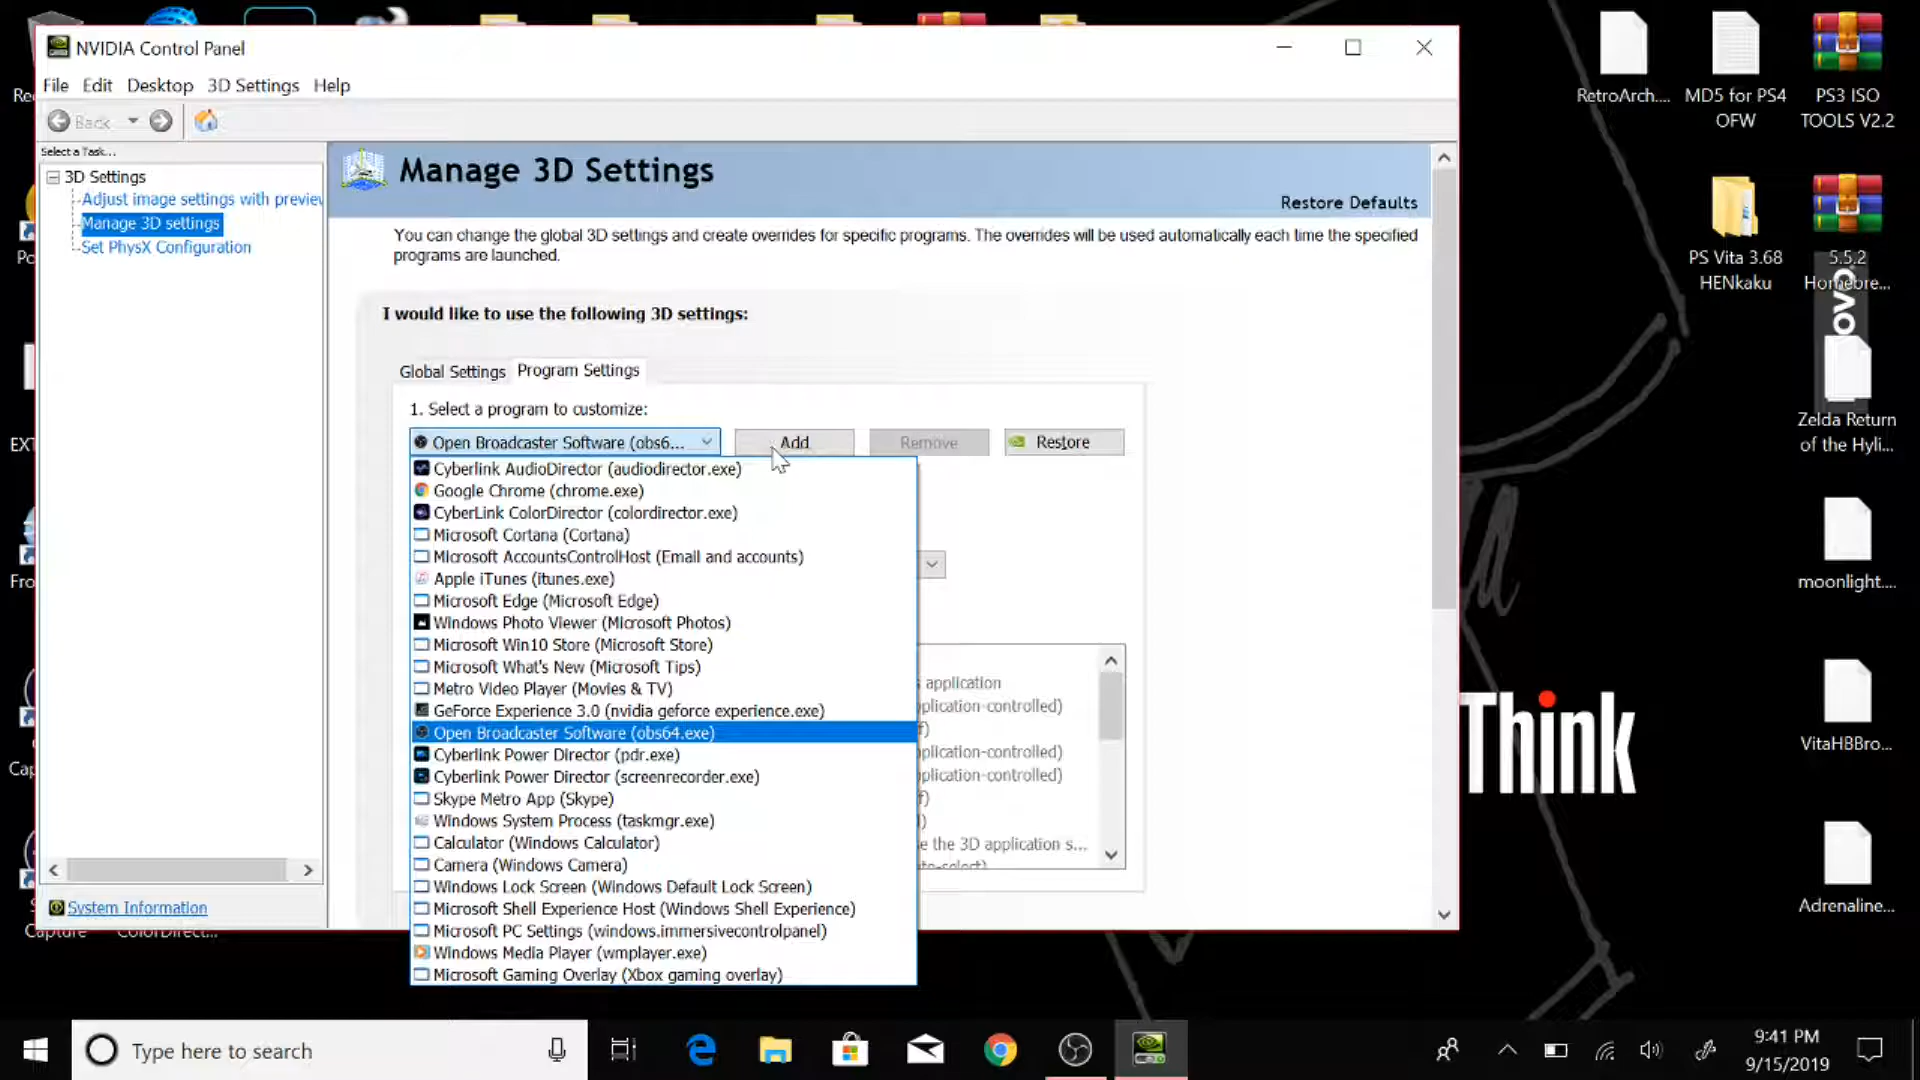 NVIDIA Control Panel
File Edit Desktop 3D Settings Help
Back
Select a Task...
3D Settings
Adjust image settings with preview
Manage 3D settings
Set PhysX Configuration
System Information
Manage 3D Settings
Restore Defaults
You can change the global 3D settings and create overrides for specific programs. The overrides will be used automatically each time the specified
programs are launched.
I would like to use the following 3D settings:
Global Settings Program Settings
1. Select a program to customize:
Open Broadcaster Software (obs6... Add Remove Restore
Cyberlink AudioDirector (audiodirector.exe)
Google Chrome (chrome.exe)
CyberLink ColorDirector (colordirector.exe)
Microsoft Cortana (Cortana)
Microsoft AccountsControlHost (Email and accounts)
Apple iTunes (itunes.exe)
Microsoft Edge (Microsoft Edge)
Windows Photo Viewer (Microsoft Photos)
Microsoft Win10 Store (Microsoft Store)
Microsoft What's New (Microsoft Tips)
Metro Video Player (Movies & TV)
GeForce Experience 3.0 (nvidia geforce experience.exe)
Open Broadcaster Software (obs64.exe)
Cyberlink Power Director (pdr.exe)
Cyberlink Power Director (screenrecorder.exe)
Skype Metro App (Skype)
Windows System Process (taskmgr.exe)
Calculator (Windows Calculator)
Camera (Windows Camera)
Windows Lock Screen (Windows Default Lock Screen)
Microsoft Shell Experience Host (Windows Shell Experience)
Microsoft PC Settings (windows.immersivecontrolpanel)
Windows Media Player (wmplayer.exe)
Microsoft Gaming Overlay (Xbox gaming overlay)
application
plication-controlled)
plication-controlled)
plication-controlled)
e the 3D application s...
RetroArch....
MD5 for PS4
OFW
PS3 ISO
TOOLS V2.2
PS Vita 3.68
HENkaku
5.5.2
Homebre...
Zelda Return
of the Hyli...
moonlight....
VitaHBBro...
Adrenaline...
Think
Capture ColorDirect...
Type here to search
9:41 PM
9/15/2019